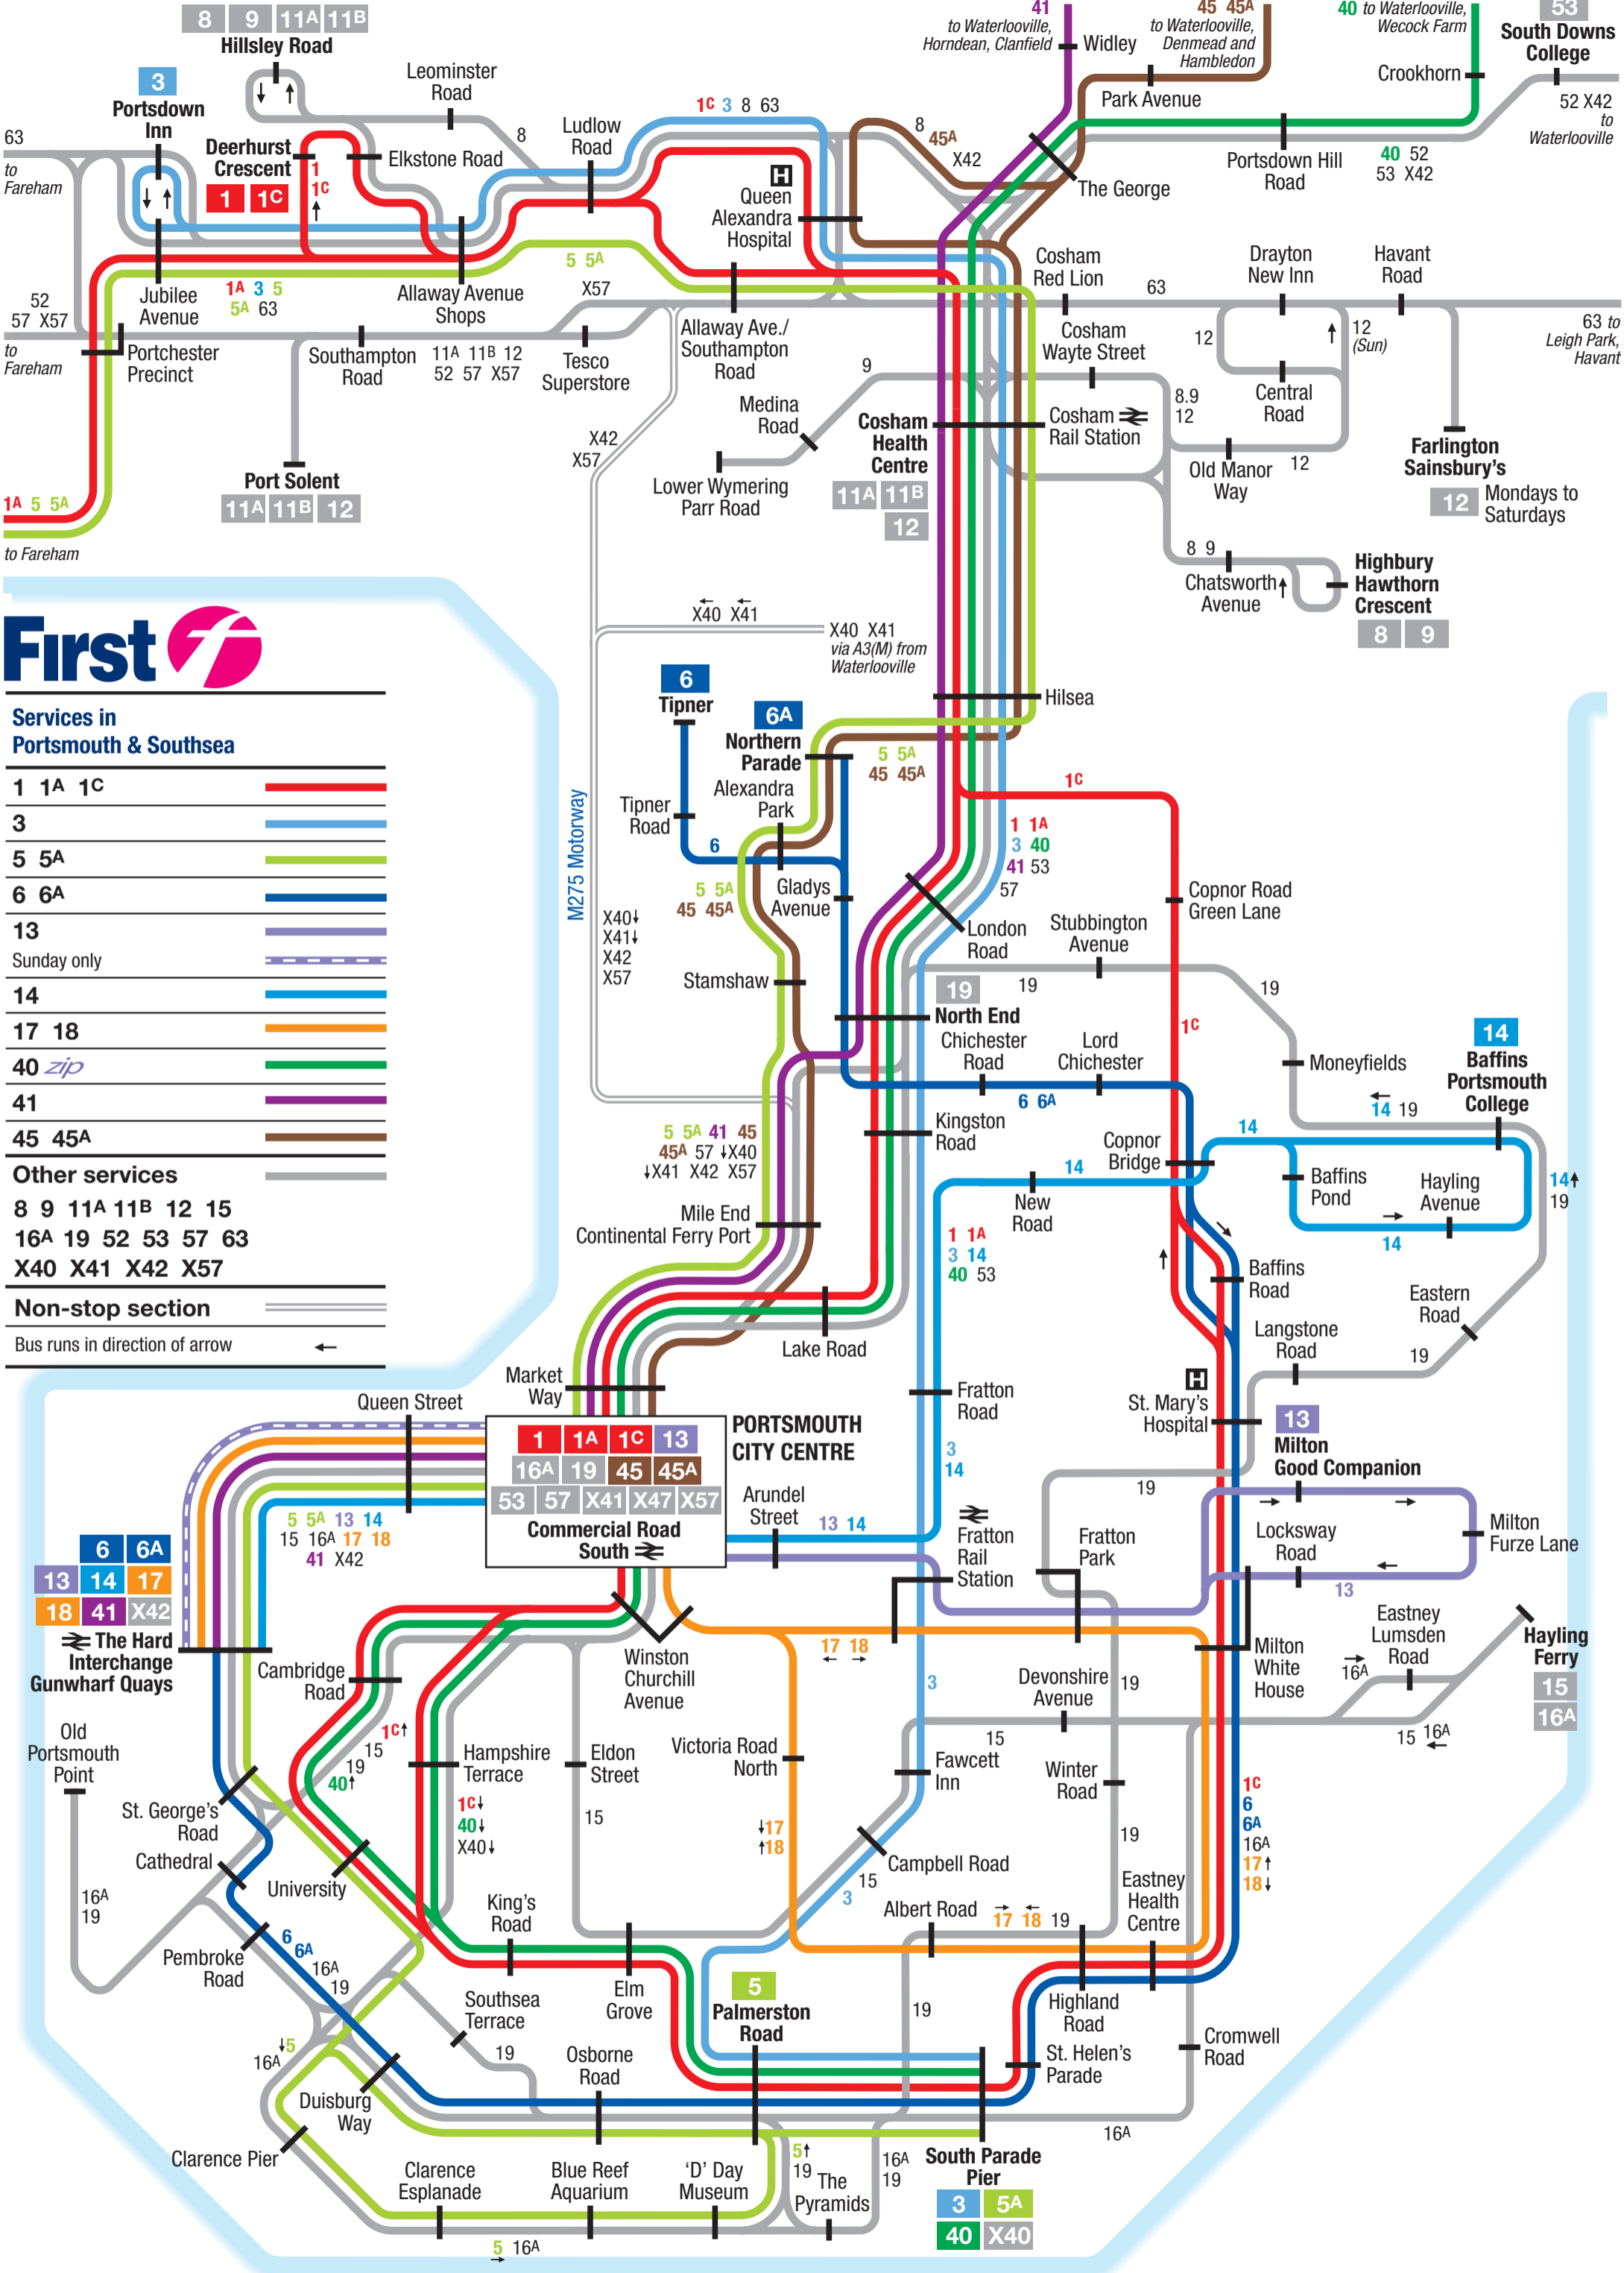 8 9 11A 11B
Hillsley Road
3
Portsdown
Inn
Leominster
Road
63
to
Fareham
Deerhurst
Crescent
1 1C
1
1C
Elkstone Road
8
Ludlow
Road
1C 3 8 63
H
Queen
Alexandra
Hospital
8
45A
X42
41
to Waterlooville,
Horndean, Clanfield
Widley
45 45A
to Waterlooville,
Denmead and
Hambledon
Park Avenue
40 to Waterlooville,
Wecock Farm
Crookhorn
53
South Downs
College
52 X42
to
Waterlooville
The George
Portsdown Hill
Road
40 52
53 X42
Jubilee
Avenue
1A 3 5
5A 63
Allaway Avenue
Shops
5 5A
X57
52
57 X57
to
Fareham
Portchester
Precinct
Southampton
Road
11A 11B 12
52 57 X57
Tesco
Superstore
Allaway Ave./
Southampton
Road
Cosham
Red Lion
63
Drayton
New Inn
Havant
Road
63 to
Leigh Park,
Havant
Cosham
Wayte Street
12
12
(Sun)
Central
Road
8.9
12
9
Medina
Road
Lower Wymering
Parr Road
Cosham
Health
Centre
11A 11B
12
Cosham
Rail Station
Old Manor
Way
12
Farlington
Sainsbury's
12 Mondays to
Saturdays
Port Solent
11A 11B 12
X42
X57
1A 5 5A
to Fareham
8 9
Chatsworth
Avenue
Highbury
Hawthorn
Crescent
8 9
X40 X41
X40 X41
via A3(M) from
Waterlooville
First
Services in
Portsmouth & Southsea
1 1A 1C
3
5 5A
6 6A
13
Sunday only
14
17 18
40 zip
41
45 45A
Other services
8 9 11A 11B 12 15
16A 19 52 53 57 63
X40 X41 X42 X57
Non-stop section
Bus runs in direction of arrow
6
Tipner
6A
Northern
Parade
Hilsea
5 5A
45 45A
Alexandra
Park
Tipner
Road
6
M275 Motorway
5 5A
45 45A
Gladys
Avenue
1C
1 1A
3 40
41 53
57
Copnor Road
Green Lane
X40
X41
X42
X57
London
Road
Stubbington
Avenue
19
19
Stamshaw
19
North End
1C
Chichester
Road
Lord
Chichester
6 6A
Moneyfields
14
Baffins
Portsmouth
College
14 19
5 5A 41 45
45A 57 X40
X41 X42 X57
Kingston
Road
Copnor
Bridge
14
14
New
Road
Baffins
Pond
Hayling
Avenue
14
14
19
Mile End
Continental Ferry Port
1 1A
3 14
40 53
Baffins
Road
Eastern
Road
Lake Road
Langstone
Road
19
Market
Way
Fratton
Road
H
St. Mary's
Hospital
Queen Street
1 1A 1C 13
16A 19 45 45A
53 57 X41 X47 X57
Commercial Road
South
PORTSMOUTH
CITY CENTRE
3
14
13
Milton
Good Companion
19
Arundel
Street
13 14
Fratton
Rail
Station
Fratton
Park
Locksway
Road
13
Milton
Furze Lane
5 5A 13 14
15 16A 17 18
41 X42
6 6A
13 14 17
18 41 X42
The Hard
Interchange
Gunwharf Quays
Cambridge
Road
Winston
Churchill
Avenue
17 18
Milton
White
House
Eastney
Lumsden
Road
16A
Hayling
Ferry
15
16A
15 16A
Old
Portsmouth
Point
1C
15
19
40
Hampshire
Terrace
1C
40
X40
Eldon
Street
15
Victoria Road
North
17
18
3
Devonshire
Avenue
15
19
Fawcett
Inn
Winter
Road
19
1C
6
6A
16A
17
18
St. George's
Road
Cathedral
University
Campbell Road
15
3
16A
19
Pembroke
Road
6
6A
16A
19
King's
Road
Albert Road
17 18 19
Eastney
Health
Centre
Southsea
Terrace
19
Elm
Grove
5
Palmerston
Road
19
Highland
Road
5
16A
Osborne
Road
Duisburg
Way
St. Helen's
Parade
Cromwell
Road
16A
Clarence Pier
Clarence
Esplanade
Blue Reef
Aquarium
'D' Day
Museum
5
19
The
Pyramids
16A
19
South Parade
Pier
3 5A
40 X40
5 16A